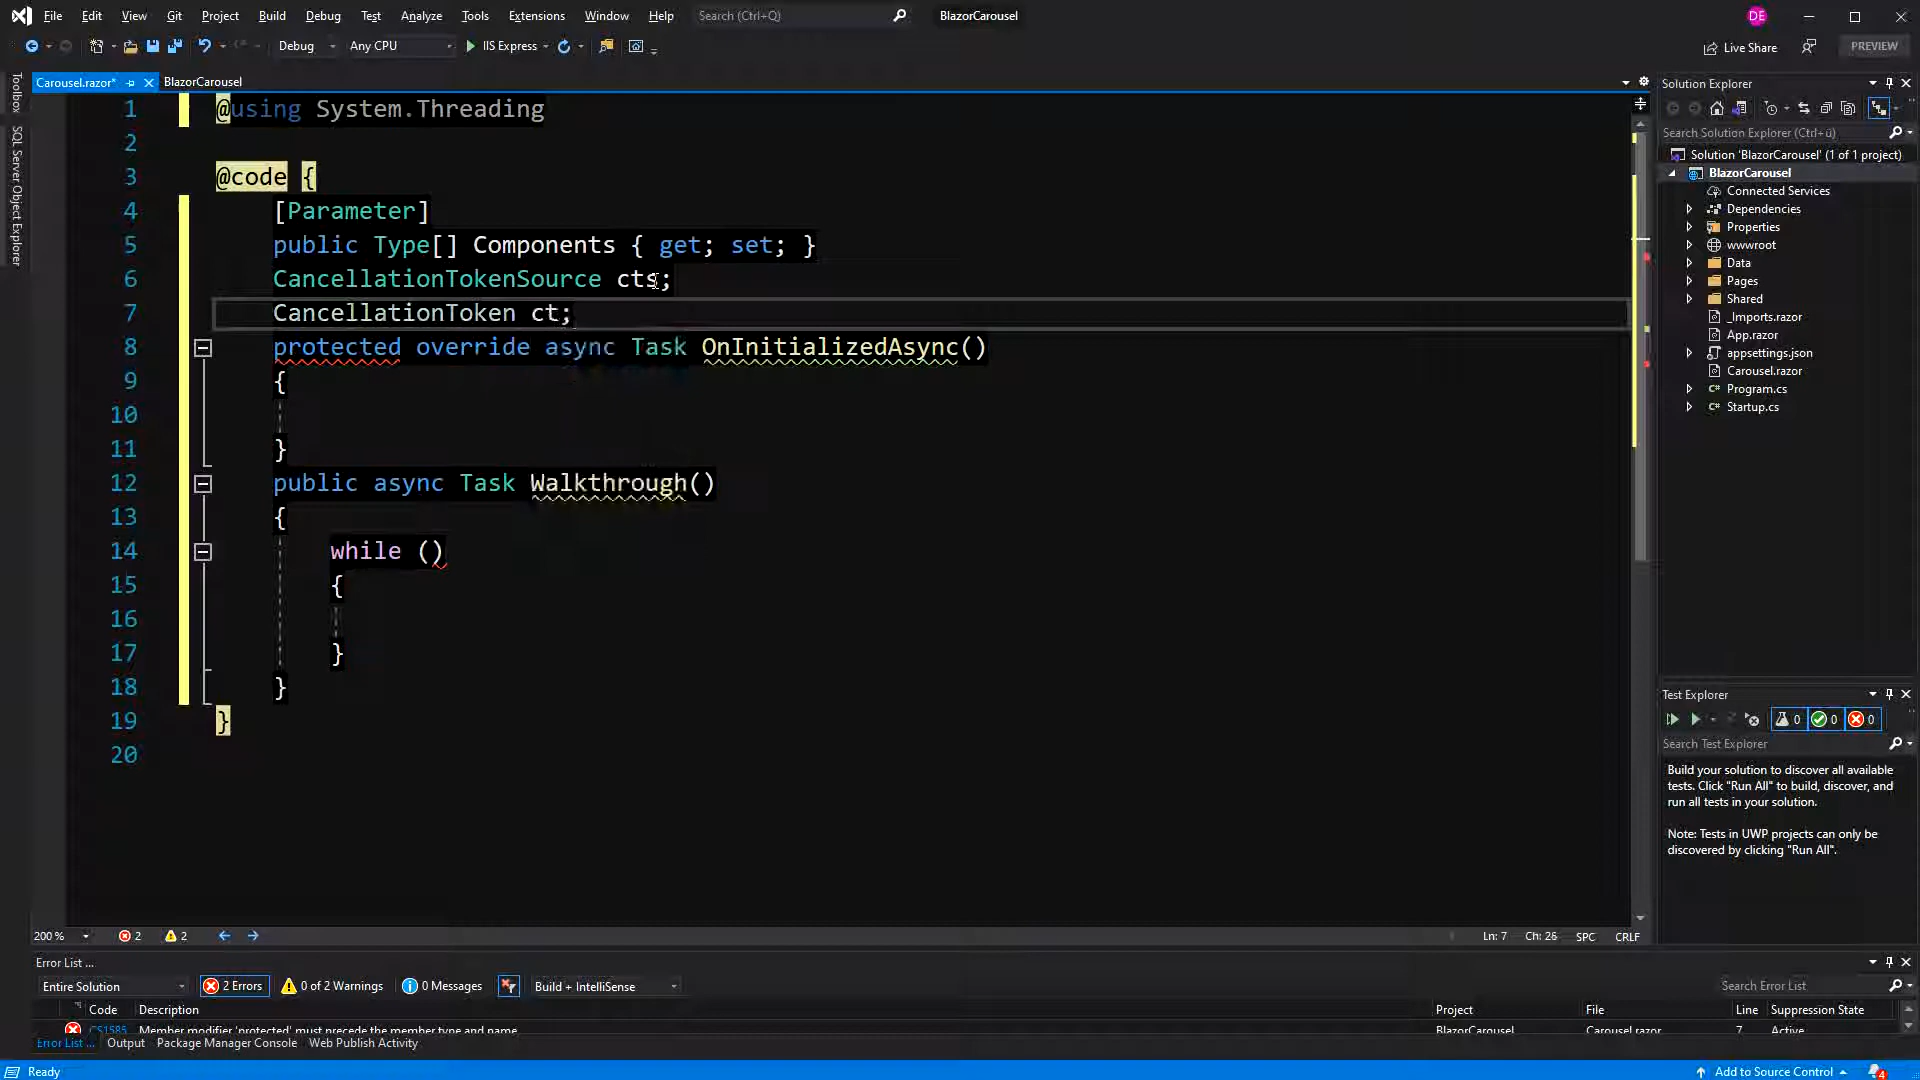 File Edit View Git Project Build Debug Test Analyze Tools Extensions Window Help Search (Ctrl+Q) BlazorCarousel DE
Debug Any CPU IIS Express Live Share PREVIEW
Carousel.razor* BlazorCarousel
Toolbox
SQL Server Object Explorer
1 @using System.Threading
2
3 @code {
4 [Parameter]
5 public Type[] Components { get; set; }
6 CancellationTokenSource cts;
7 CancellationToken ct;
8 protected override async Task OnInitializedAsync()
9 {
10
11 }
12 public async Task Walkthrough()
13 {
14 while ()
15 {
16
17 }
18 }
19 }
20
200 % 2 2 Ln: 7 Ch: 26 SPC CRLF
Solution Explorer
Search Solution Explorer (Ctrl+ü)
Solution 'BlazorCarousel' (1 of 1 project)
BlazorCarousel
Connected Services
Dependencies
Properties
wwwroot
Data
Pages
Shared
_Imports.razor
App.razor
appsettings.json
Carousel.razor
Program.cs
Startup.cs
Test Explorer
0 0 0
Search Test Explorer
Build your solution to discover all available
tests. Click "Run All" to build, discover, and
run all tests in your solution.
Note: Tests in UWP projects can only be
discovered by clicking "Run All".
Error List ...
Entire Solution 2 Errors 0 of 2 Warnings 0 Messages Build + IntelliSense Search Error List
Code Description Project File Line Suppression State
CS1585 Member modifier 'protected' must precede the member type and name BlazorCarousel Carousel.razor 7 Active
Error List ... Output Package Manager Console Web Publish Activity
Ready Add to Source Control 4